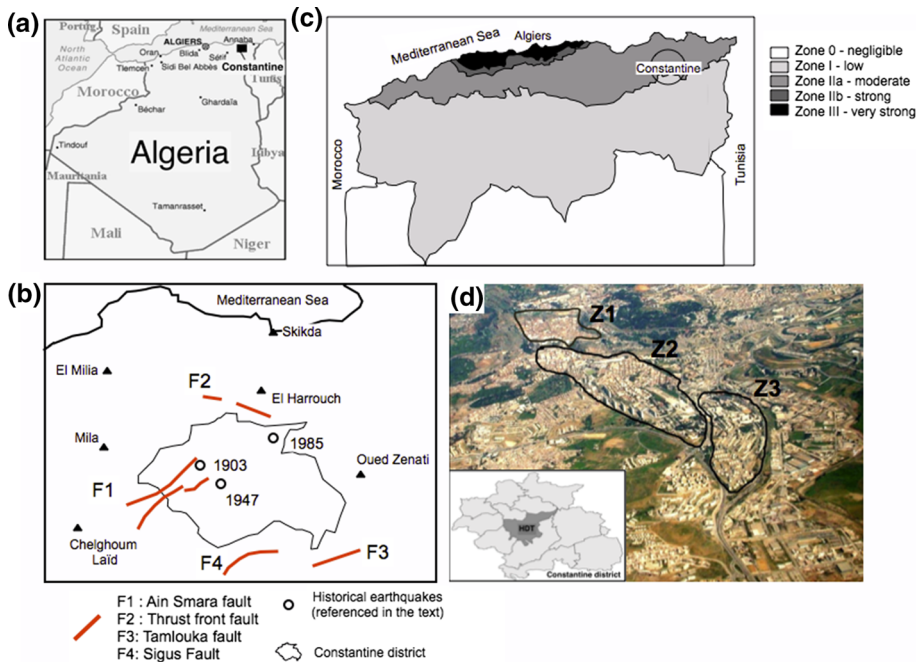 (a)
Portug.
Spain
Mediterranean Sea
North
Atlantic
Ocean
ALGIERS
Annaba
Oran
Blida
Sérif
Constantine
Tlemcen
Sidi Bel Abbès
Tunis
Morocco
Béchar
Ghardaïa
Tindouf
Algeria
Libya
Mauritania
Tamanrasset
Mali
Niger
(c)
Mediterranean Sea
Algiers
Constantine
Morocco
Tunisia
Zone 0 - negligible
Zone I - low
Zone IIa - moderate
Zone IIb - strong
Zone III - very strong
(b)
Mediterranean Sea
Skikda
El Milia
F2
El Harrouch
Mila
1985
1903
Oued Zenati
F1
1947
Chelghoum
Laïd
F4
F3
F1 : Ain Smara fault
F2 : Thrust front fault
F3: Tamlouka fault
F4: Sigus Fault
Historical earthquakes
(referenced in the text)
Constantine district
(d)
Z1
Z2
Z3
HDT
Constantine district